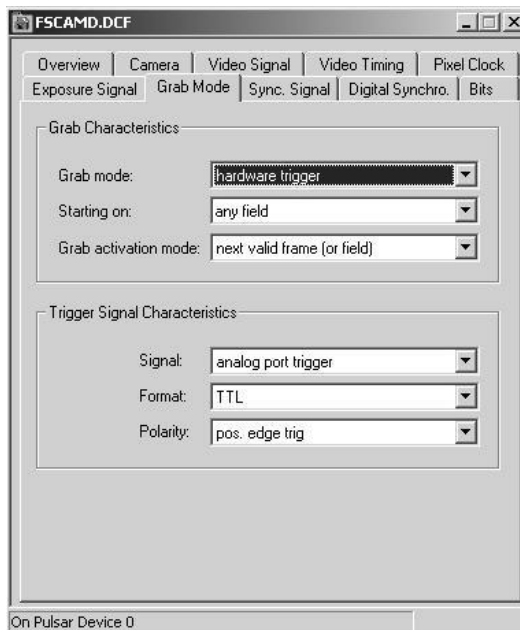 FSCAMD.DCF
Overview Camera Video Signal Video Timing Pixel Clock
Exposure Signal Grab Mode Sync. Signal Digital Synchro. Bits
Grab Characteristics
Grab mode: hardware trigger
Starting on: any field
Grab activation mode: next valid frame (or field)
Trigger Signal Characteristics
Signal: analog port trigger
Format: TTL
Polarity: pos. edge trig
On Pulsar Device 0